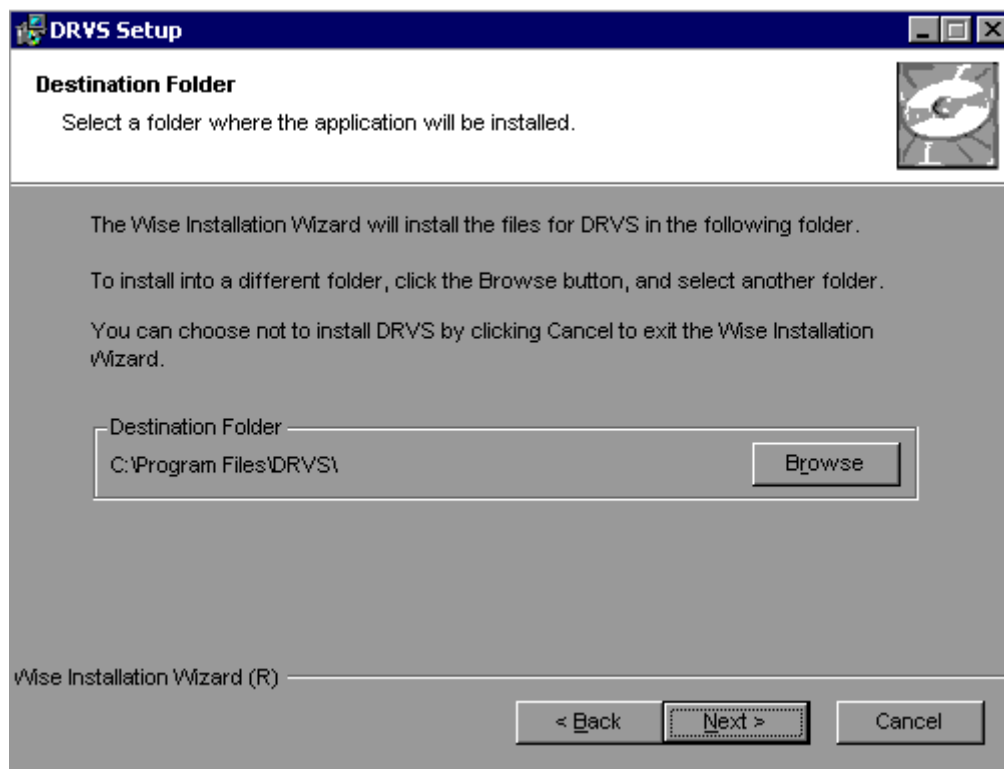 DRVS Setup
Destination Folder
Select a folder where the application will be installed.
The Wise Installation Wizard will install the files for DRVS in the following folder.
To install into a different folder, click the Browse button, and select another folder.
You can choose not to install DRVS by clicking Cancel to exit the Wise Installation
Wizard.
Destination Folder
C:\Program Files\DRVS\
Browse
Wise Installation Wizard (R)
< Back
Next >
Cancel